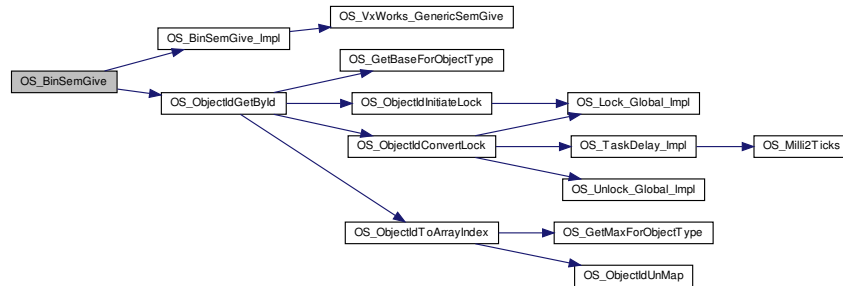 OS_VxWorks_GenericSemGive
OS_BinSemGive_Impl
OS_GetBaseForObjectType
OS_BinSemGive
OS_ObjectIdGetById
OS_ObjectIdInitiateLock
OS_Lock_Global_Impl
OS_ObjectIdConvertLock
OS_TaskDelay_Impl
OS_Milli2Ticks
OS_Unlock_Global_Impl
OS_ObjectIdToArrayIndex
OS_GetMaxForObjectType
OS_ObjectIdUnMap